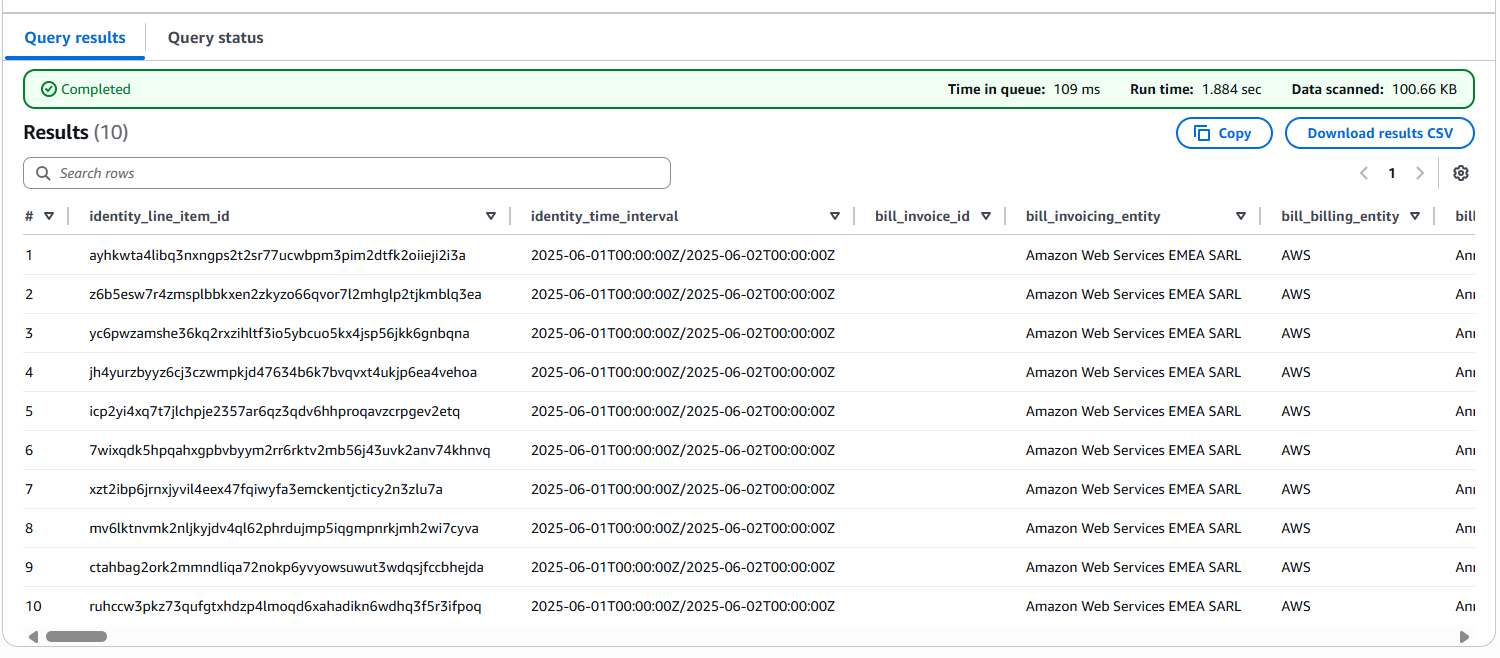 Query results Query status
Completed Time in queue: 109 ms Run time: 1.884 sec Data scanned: 100.66 KB
Results (10) Copy Download results CSV
Search rows 1
# identity_line_item_id identity_time_interval bill_invoice_id bill_invoicing_entity bill_billing_entity bill
1 ayhkwta4libq3nxngps2t2sr77ucwbpm3pim2dtfk2oiieji2i3a 2025-06-01T00:00:00Z/2025-06-02T00:00:00Z Amazon Web Services EMEA SARL AWS Ann
2 z6b5esw7r4zmsplbbkxen2zkyzo66qvor7l2mhglp2tjkmblq3ea 2025-06-01T00:00:00Z/2025-06-02T00:00:00Z Amazon Web Services EMEA SARL AWS Ann
3 yc6pwzamshe36kq2rxzihltf3io5ybcuo5kx4jsp56jkk6gnbqna 2025-06-01T00:00:00Z/2025-06-02T00:00:00Z Amazon Web Services EMEA SARL AWS Ann
4 jh4yurzbyyz6cj3czwmpkjd47634b6k7bvqvxt4ukjp6ea4vehoa 2025-06-01T00:00:00Z/2025-06-02T00:00:00Z Amazon Web Services EMEA SARL AWS Ann
5 icp2yi4xq7t7jlchpje2357ar6qz3qdv6hhproqavzcrpgev2etq 2025-06-01T00:00:00Z/2025-06-02T00:00:00Z Amazon Web Services EMEA SARL AWS Ann
6 7wixqdk5hpqahxgpbvbyym2rr6rktv2mb56j43uvk2anv74khnvq 2025-06-01T00:00:00Z/2025-06-02T00:00:00Z Amazon Web Services EMEA SARL AWS Ann
7 xzt2ibp6jrnxjyvil4eex47fqiwyfa3emckentjcticy2n3zlu7a 2025-06-01T00:00:00Z/2025-06-02T00:00:00Z Amazon Web Services EMEA SARL AWS Ann
8 mv6lktnvmk2nljkyjdv4ql62phrdujmp5iqgmpnrkjmh2wi7cyva 2025-06-01T00:00:00Z/2025-06-02T00:00:00Z Amazon Web Services EMEA SARL AWS Ann
9 ctahbag2ork2mmndliqa72nokp6yvyowsuwut3wdqsjfccbhejda 2025-06-01T00:00:00Z/2025-06-02T00:00:00Z Amazon Web Services EMEA SARL AWS Ann
10 ruhccw3pkz73qufgtxhdzp4lmoqd6xahadikn6wdhq3f5r3ifpoq 2025-06-01T00:00:00Z/2025-06-02T00:00:00Z Amazon Web Services EMEA SARL AWS Ann